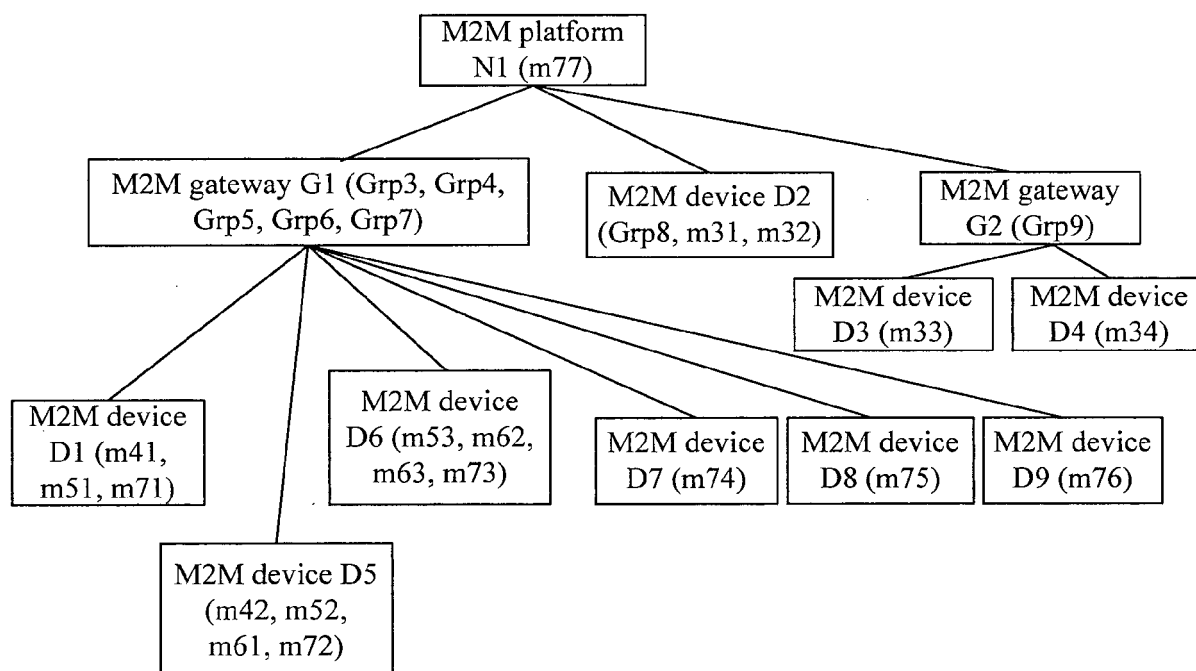 M2M platform
N1 (m77)
M2M gateway G1 (Grp3, Grp4,
Grp5, Grp6, Grp7)
M2M device D2
(Grp8, m31, m32)
M2M gateway
G2 (Grp9)
M2M device
D3 (m33)
M2M device
D4 (m34)
M2M device
D1 (m41,
m51, m71)
M2M device
D6 (m53, m62,
m63, m73)
M2M device
D7 (m74)
M2M device
D8 (m75)
M2M device
D9 (m76)
M2M device D5
(m42, m52,
m61, m72)